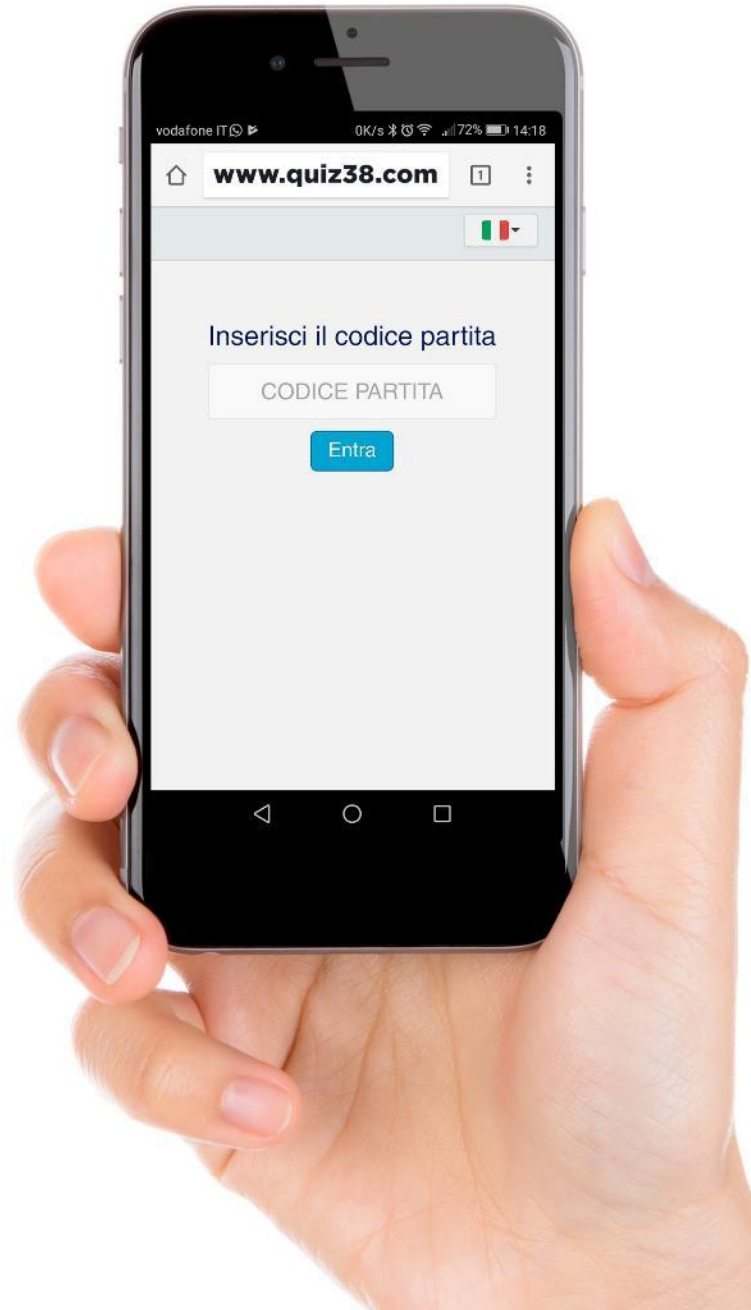 vodafone IT 0K/s 72% 14:18
www.quiz38.com 1
Inserisci il codice partita
CODICE PARTITA
Entra